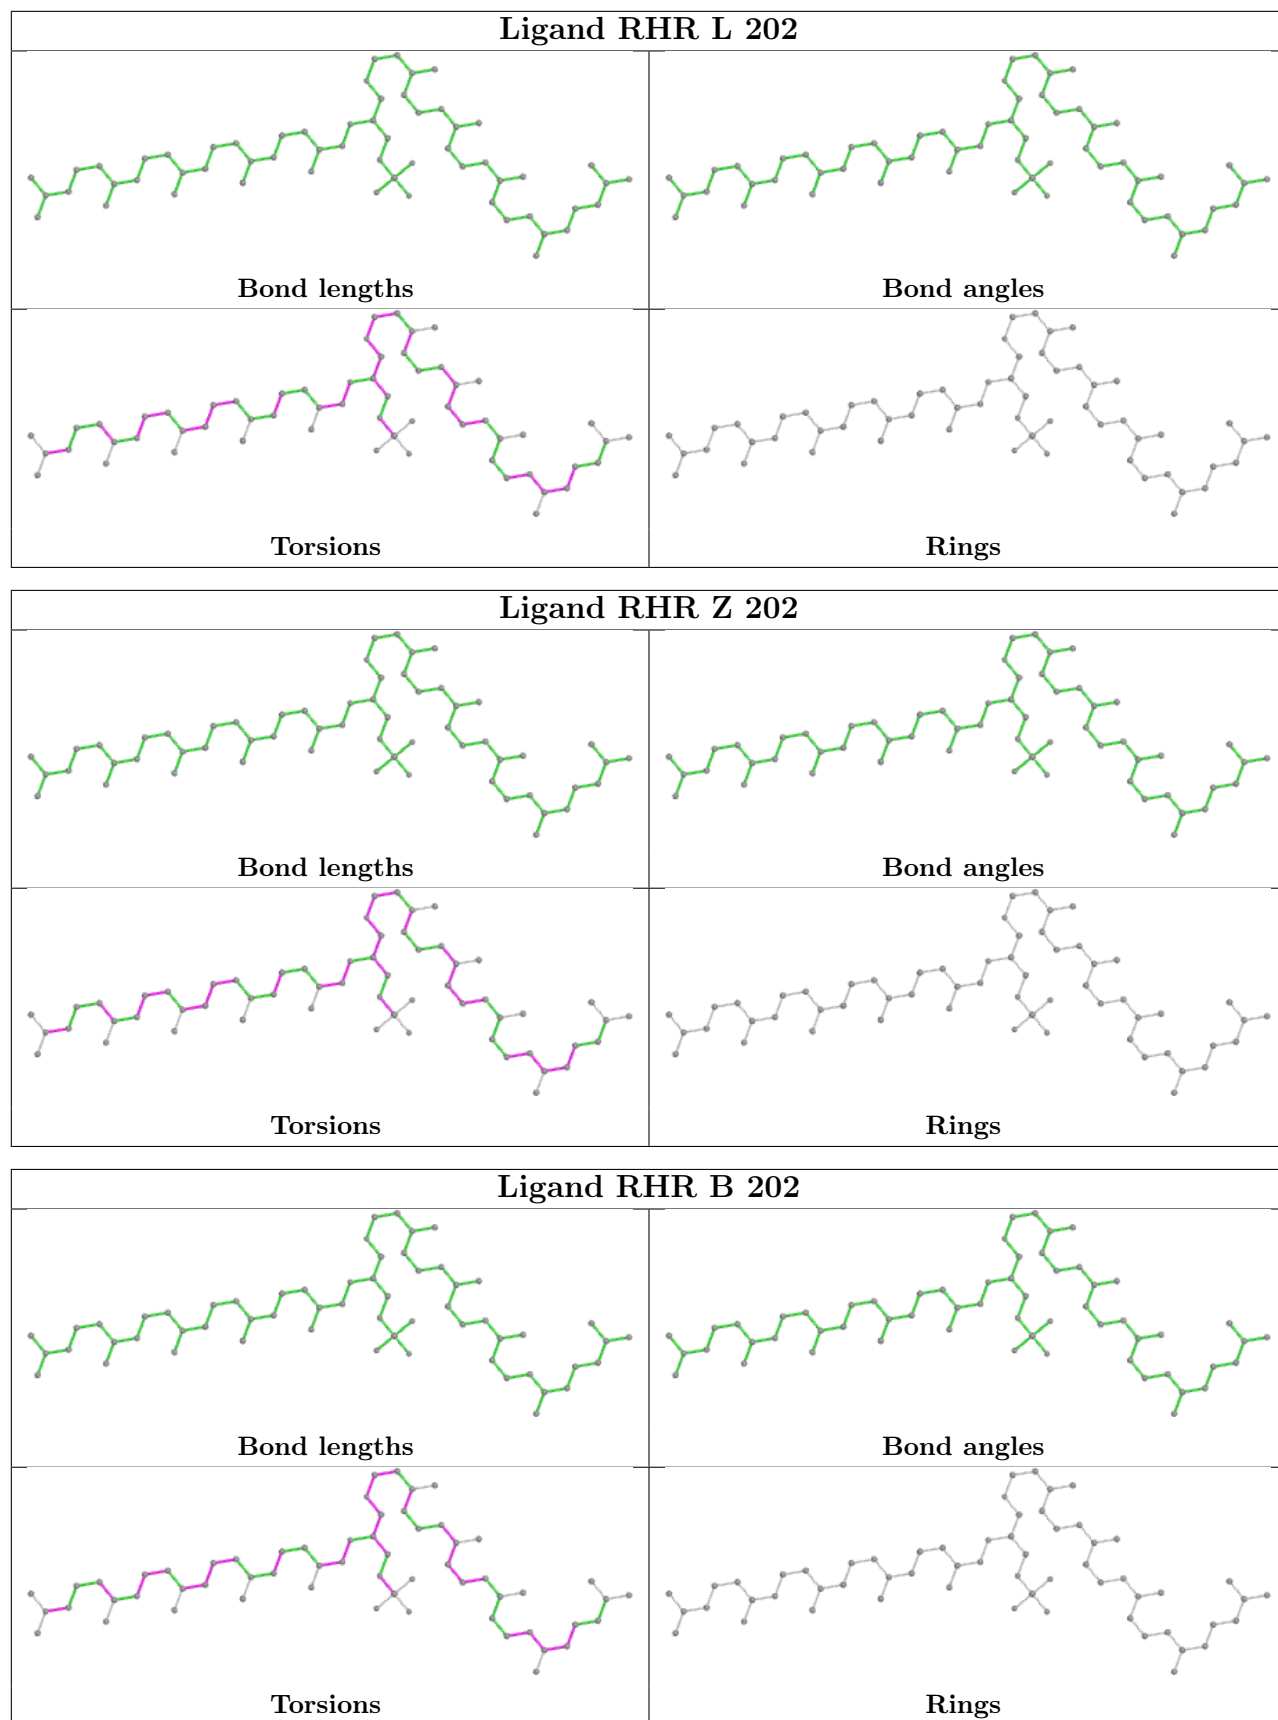 Ligand RHR L 202
Bond lengths
Bond angles
Torsions
Rings
Ligand RHR Z 202
Bond lengths
Bond angles
Torsions
Rings
Ligand RHR B 202
Bond lengths
Bond angles
Torsions
Rings